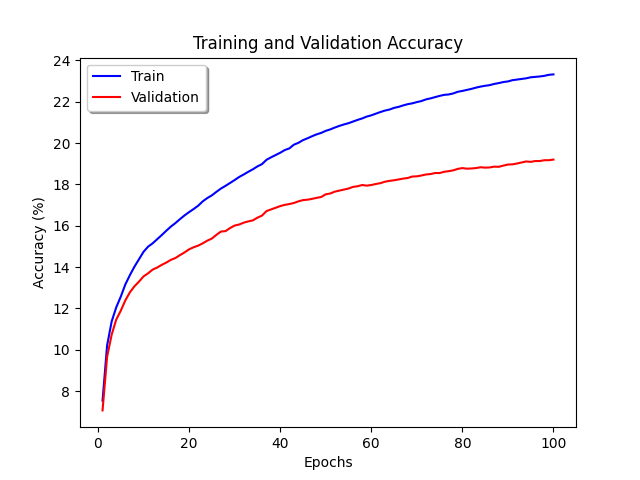 Training and Validation Accuracy
Train
Validation
24
22
20
18
16
14
12
10
8
Accuracy (%)
0 20 40 60 80 100
Epochs